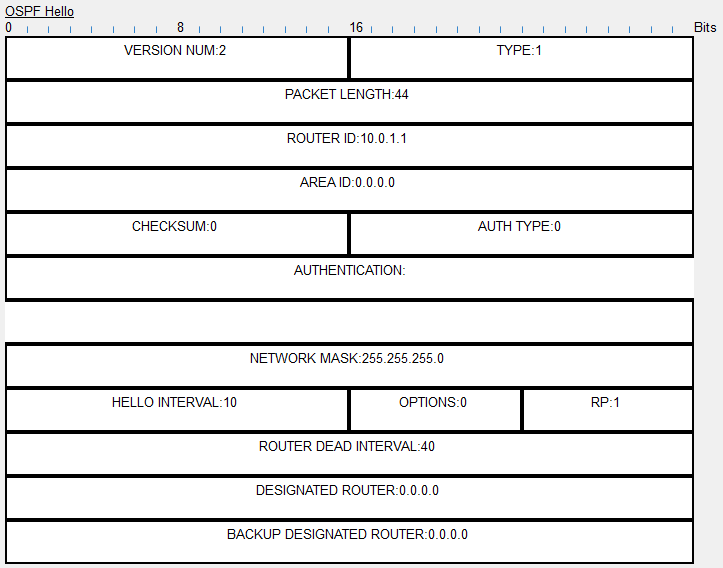 OSPF Hello
0 8 16 Bits
VERSION NUM:2 TYPE:1
PACKET LENGTH:44
ROUTER ID:10.0.1.1
AREA ID:0.0.0.0
CHECKSUM:0 AUTH TYPE:0
AUTHENTICATION:
NETWORK MASK:255.255.255.0
HELLO INTERVAL:10 OPTIONS:0 RP:1
ROUTER DEAD INTERVAL:40
DESIGNATED ROUTER:0.0.0.0
BACKUP DESIGNATED ROUTER:0.0.0.0